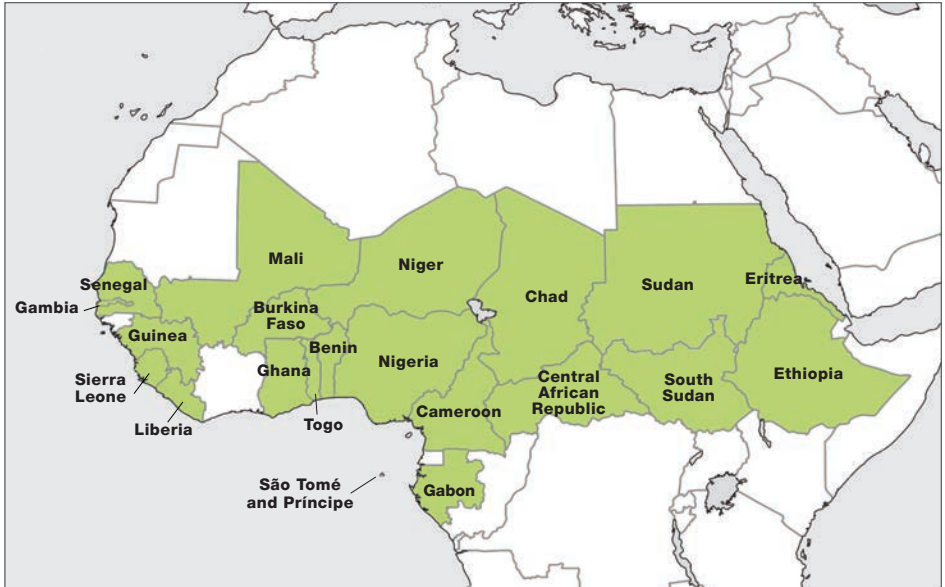 Mali
Niger
Chad
Sudan
Eritrea
Senegal
Gambia
Burkina
Faso
Guinea
Benin
Nigeria
Ghana
Ethiopia
Sierra
Leone
Central
African
Republic
South
Sudan
Cameroon
Liberia
Togo
São Tomé
and Príncipe
Gabon